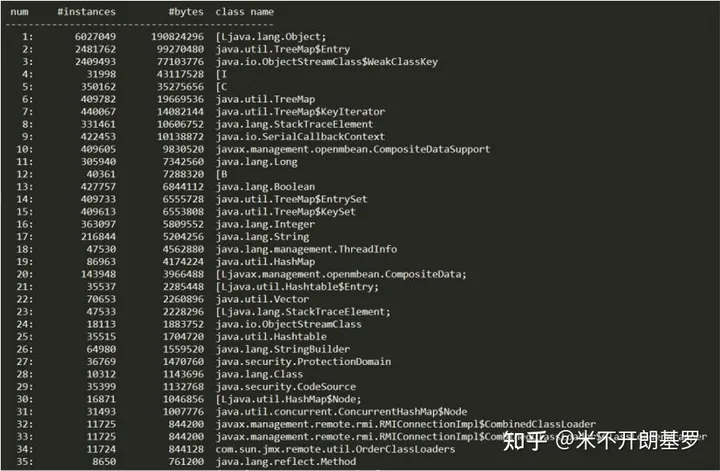 num #instances #bytes class name
----------------------------------------------
1: 6027049 190824296 [Ljava.lang.Object;
2: 2481762 99270480 java.util.TreeMap$Entry
3: 2409493 77103776 java.io.ObjectStreamClass$WeakClassKey
4: 31998 43117528 [I
5: 350162 35275656 [C
6: 409782 19669536 java.util.TreeMap
7: 440067 14082144 java.util.TreeMap$KeyIterator
8: 331461 10606752 java.lang.StackTraceElement
9: 422453 10138872 java.io.SerialCallbackContext
10: 409605 9830520 javax.management.openmbean.CompositeDataSupport
11: 305940 7342560 java.lang.Long
12: 40361 7288320 [B
13: 427757 6844112 java.lang.Boolean
14: 409733 6555728 java.util.TreeMap$EntrySet
15: 409613 6553808 java.util.TreeMap$KeySet
16: 363097 5809552 java.lang.Integer
17: 216844 5204256 java.lang.String
18: 47530 4562880 java.lang.management.ThreadInfo
19: 86963 4174224 java.util.HashMap
20: 143948 3966488 [Ljavax.management.openmbean.CompositeData;
21: 35537 2285448 [Ljava.util.Hashtable$Entry;
22: 70653 2260896 java.util.Vector
23: 47533 2228296 [Ljava.lang.StackTraceElement;
24: 18113 1883752 java.io.ObjectStreamClass
25: 35515 1704720 java.util.Hashtable
26: 64980 1559520 java.lang.StringBuilder
27: 36769 1470760 java.security.ProtectionDomain
28: 10312 1143696 java.lang.Class
29: 35399 1132768 java.security.CodeSource
30: 16871 1046856 [Ljava.util.HashMap$Node;
31: 31493 1007776 java.util.concurrent.ConcurrentHashMap$Node
32: 11725 844200 javax.management.remote.rmi.RMIConnectionImpl$CombinedClassLoader
33: 11725 844200
34: 11724 844128 com.sun.jmx.remote.util.OrderClassLoaders
35: 8650 761200 java.lang.reflect.Method
知乎 @米不开朗基罗